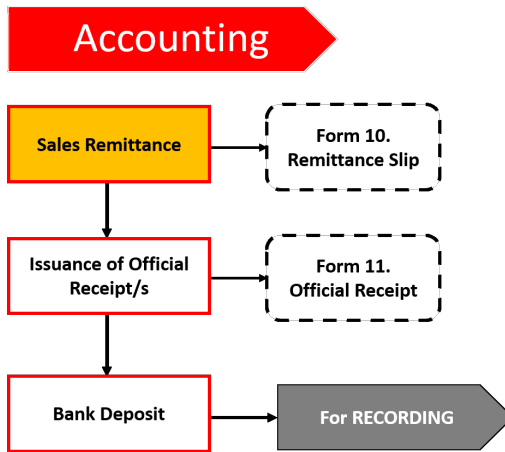 Accounting
Sales Remittance
Form 10.
Remittance Slip
Issuance of Official
Receipt/s
Form 11.
Official Receipt
Bank Deposit
For RECORDING